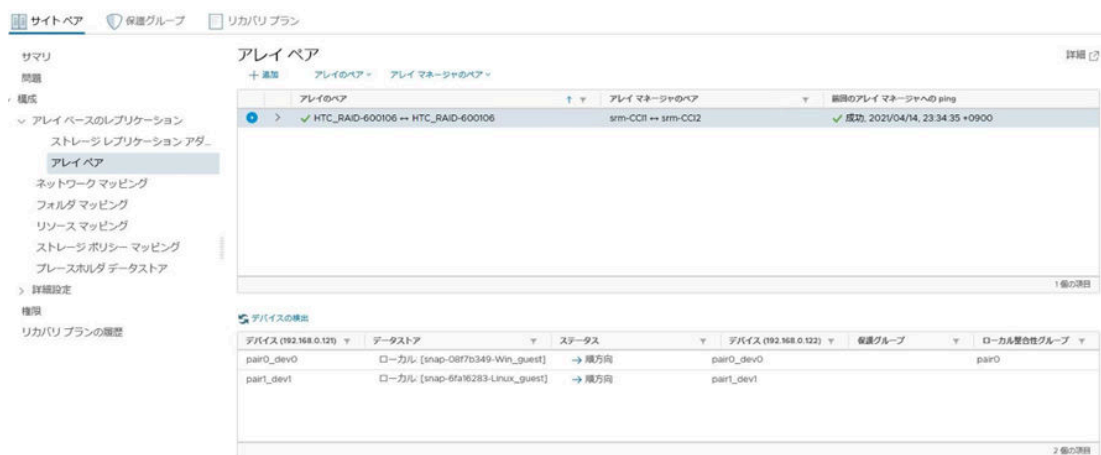 サイト ペア 保護グループ リカバリ プラン
サマリ
問題
構成
アレイ ベースのレプリケーション
ストレージ レプリケーション アダ...
アレイ ペア
ネットワーク マッピング
フォルダ マッピング
リソース マッピング
ストレージ ポリシー マッピング
プレースホルダ データストア
詳細設定
権限
リカバリ プランの履歴
アレイ ペア 詳細
+ 追加 アレイのペア アレイ マネージャのペア
アレイのペア アレイ マネージャのペア 前回のアレイ マネージャへの ping
HTC_RAID-600106 ↔ HTC_RAID-600106 srm-CCI1 ↔ srm-CCI2 成功, 2021/04/14, 23:34:35 +0900
1 個の項目
デバイスの検出
デバイス (192.168.0.121) データストア ステータス デバイス (192.168.0.122) 保護グループ ローカル整合性グループ
pair0_dev0 ローカル: [snap-08f7b349-Win_guest] → 順方向 pair0_dev0 pair0
pair1_dev1 ローカル: [snap-6fa16283-Linux_guest] → 順方向 pair1_dev1
2 個の項目